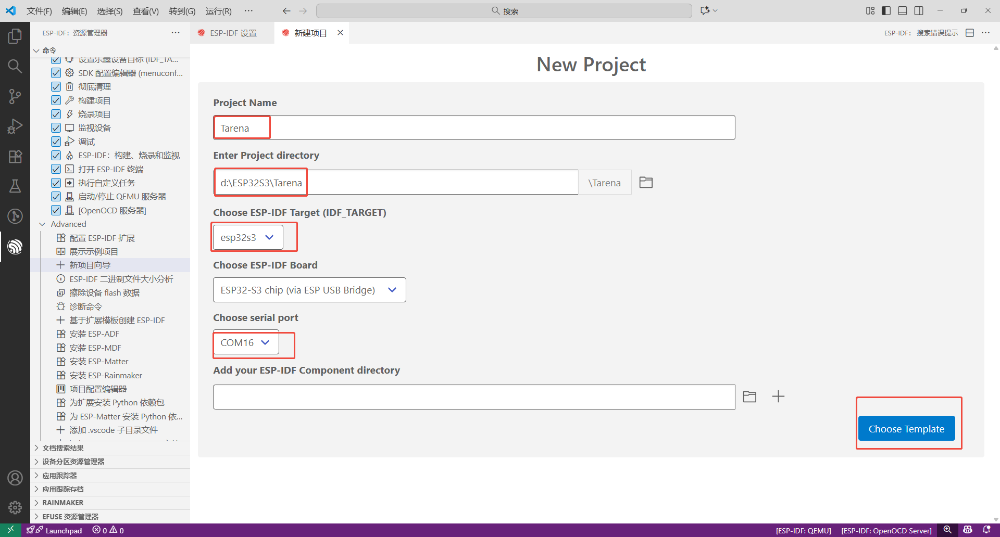 文件(F) 编辑(E) 选择(S) 查看(V) 转到(G) 运行(R) ··· 搜索
ESP-IDF：资源管理器 ···
ESP-IDF 设置 新建项目
ESP-IDF： 搜索错误提示 ···
命令
设置乐鑫设备目标 (IDF_TA...
SDK 配置编辑器 (menuconf...
彻底清理
构建项目
烧录项目
监视设备
调试
ESP-IDF：构建、烧录和监视
打开 ESP-IDF 终端
执行自定义任务
启动/停止 QEMU 服务器
[OpenOCD 服务器]
Advanced
配置 ESP-IDF 扩展
展示示例项目
新项目向导
ESP-IDF 二进制文件大小分析
擦除设备 flash 数据
诊断命令
基于扩展模板创建 ESP-IDF
安装 ESP-ADF
安装 ESP-MDF
安装 ESP-Matter
安装 ESP-Rainmaker
项目配置编辑器
为扩展安装 Python 依赖包
为 ESP-Matter 安装 Python 依...
添加 .vscode 子目录文件
文档搜索结果
设备分区资源管理器
应用跟踪器
应用跟踪存档
RAINMAKER
EFUSE 资源管理器
New Project
Project Name
Tarena
Enter Project directory
d:\ESP32S3\Tarena \Tarena
Choose ESP-IDF Target (IDF_TARGET)
esp32s3
Choose ESP-IDF Board
ESP32-S3 chip (via ESP USB Bridge)
Choose serial port
COM16
Add your ESP-IDF Component directory
Choose Template
Launchpad 0 0 [ESP-IDF: QEMU] [ESP-IDF: OpenOCD Server]